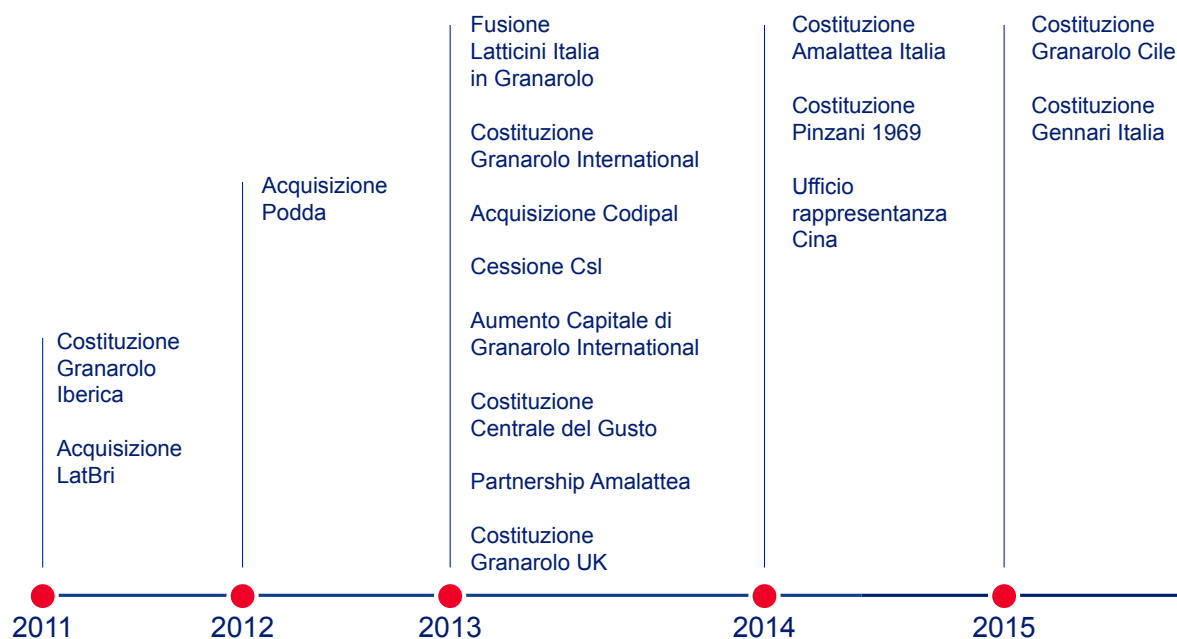 Costituzione
Granarolo
Iberica
Acquisizione
LatBri
Acquisizione
Podda
Fusione
Latticini Italia
in Granarolo
Costituzione
Granarolo International
Acquisizione Codipal
Cessione Csl
Aumento Capitale di
Granarolo International
Costituzione
Centrale del Gusto
Partnership Amalattea
Costituzione
Granarolo UK
Costituzione
Amalattea Italia
Costituzione
Pinzani 1969
Ufficio
rappresentanza
Cina
Costituzione
Granarolo Cile
Costituzione
Gennari Italia
2011 2012 2013 2014 2015